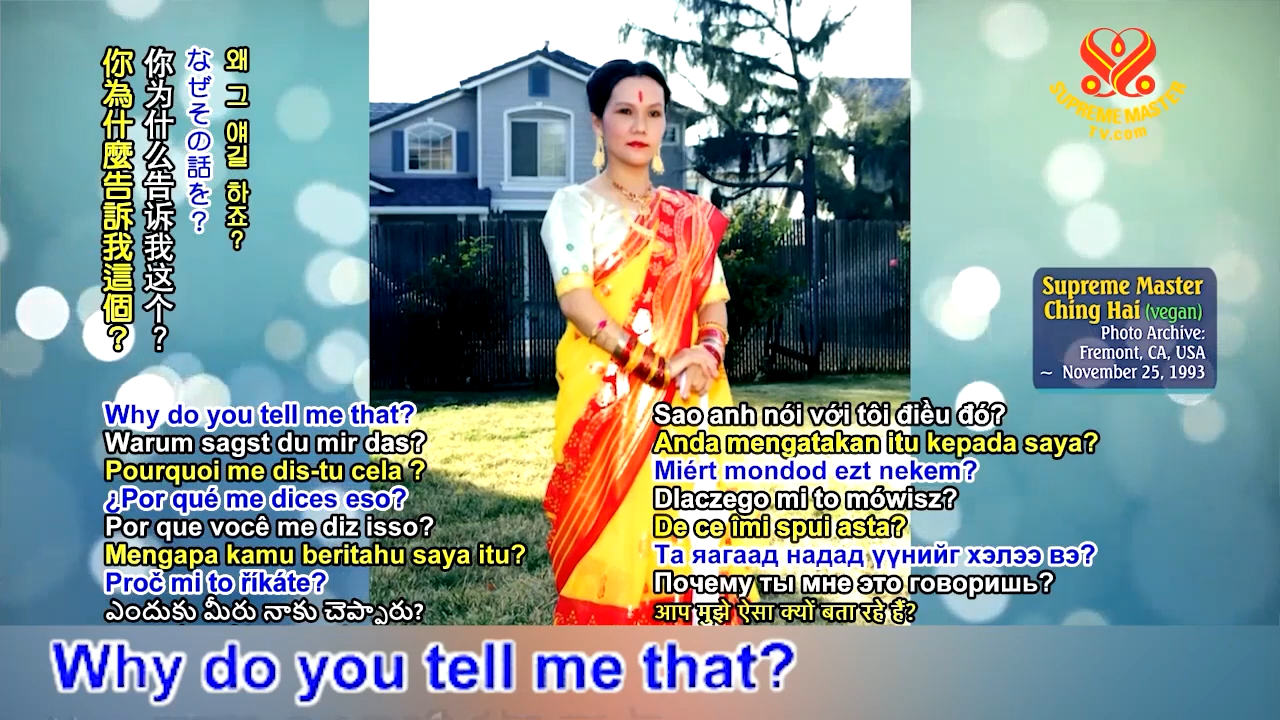 你為什麼告訴我這個？
你为什么告诉我这个？
なぜその話を？
왜 그 얘길 하죠?
SUPREME MASTER
TV.com
Supreme Master
Ching Hai (vegan)
Photo Archive:
Fremont, CA, USA
~ November 25, 1993
Why do you tell me that?
Warum sagst du mir das?
Pourquoi me dis-tu cela ?
¿Por qué me dices eso?
Por que você me diz isso?
Mengapa kamu beritahu saya itu?
Proč mi to říkáte?
ఎందుకు మీరు నాకు చెప్పారు?
Sao anh nói với tôi điều đó?
Anda mengatakan itu kepada saya?
Miért mondod ezt nekem?
Dlaczego mi to mówisz?
De ce îmi spui asta?
Та яагаад надад үүнийг хэлээ вэ?
Почему ты мне это говоришь?
आप मुझे ऐसा क्यों बता रहे हैं?
Why do you tell me that?